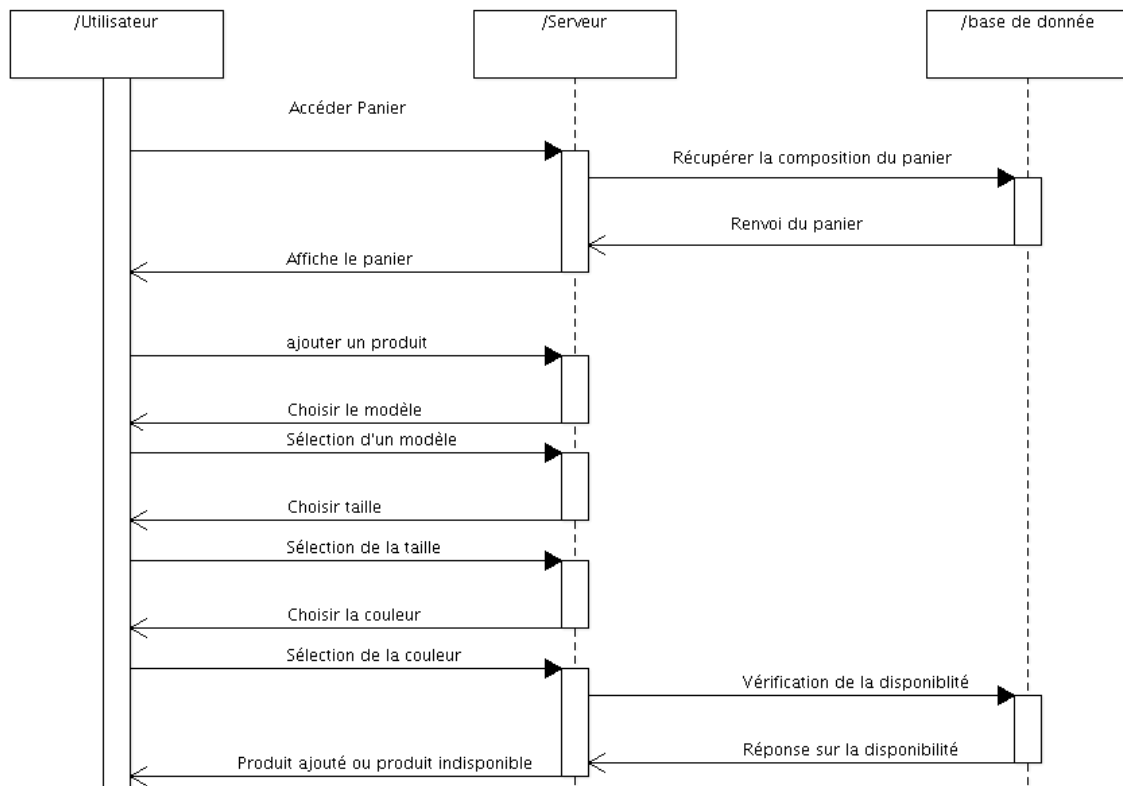 /Utilisateur
/Serveur
/base de donnée
Accéder Panier
Récupérer la composition du panier
Renvoi du panier
Affiche le panier
ajouter un produit
Choisir le modèle
Sélection d'un modèle
Choisir taille
Sélection de la taille
Choisir la couleur
Sélection de la couleur
Vérification de la disponiblité
Réponse sur la disponibilité
Produit ajouté ou produit indisponible